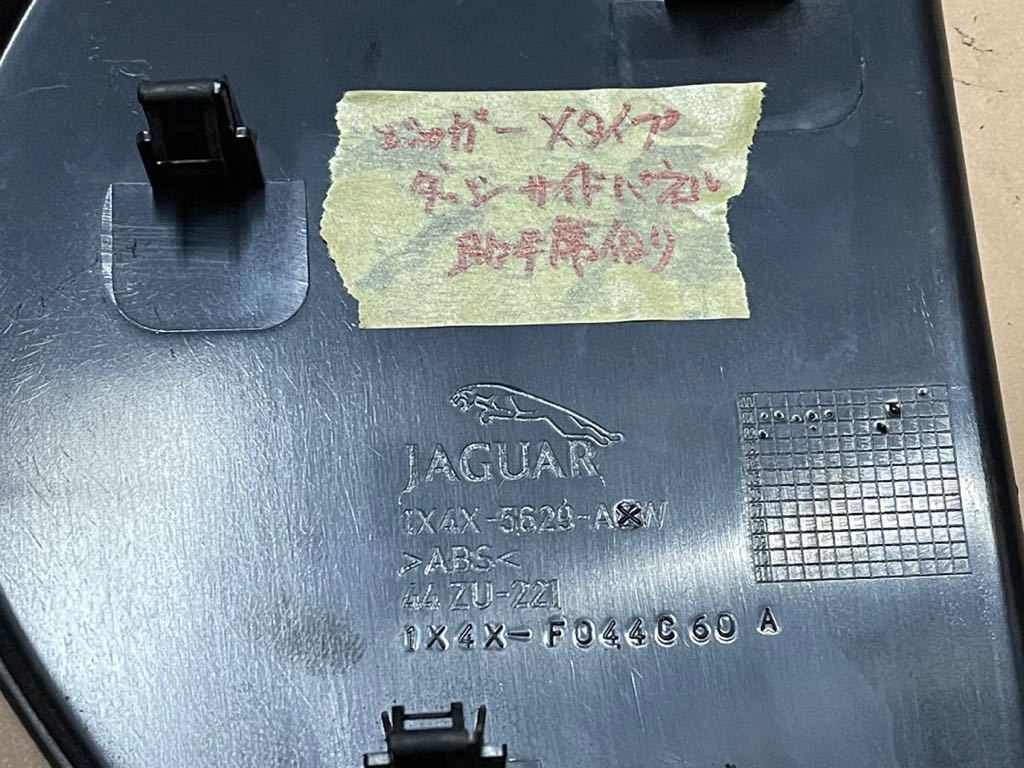 ジャガー Xタイプ
ダッシュ サイドパネル
助手席側
JAGUAR
1X4X-5629-A
>ABS<
44 ZU-221
1X4X-F044C60 A